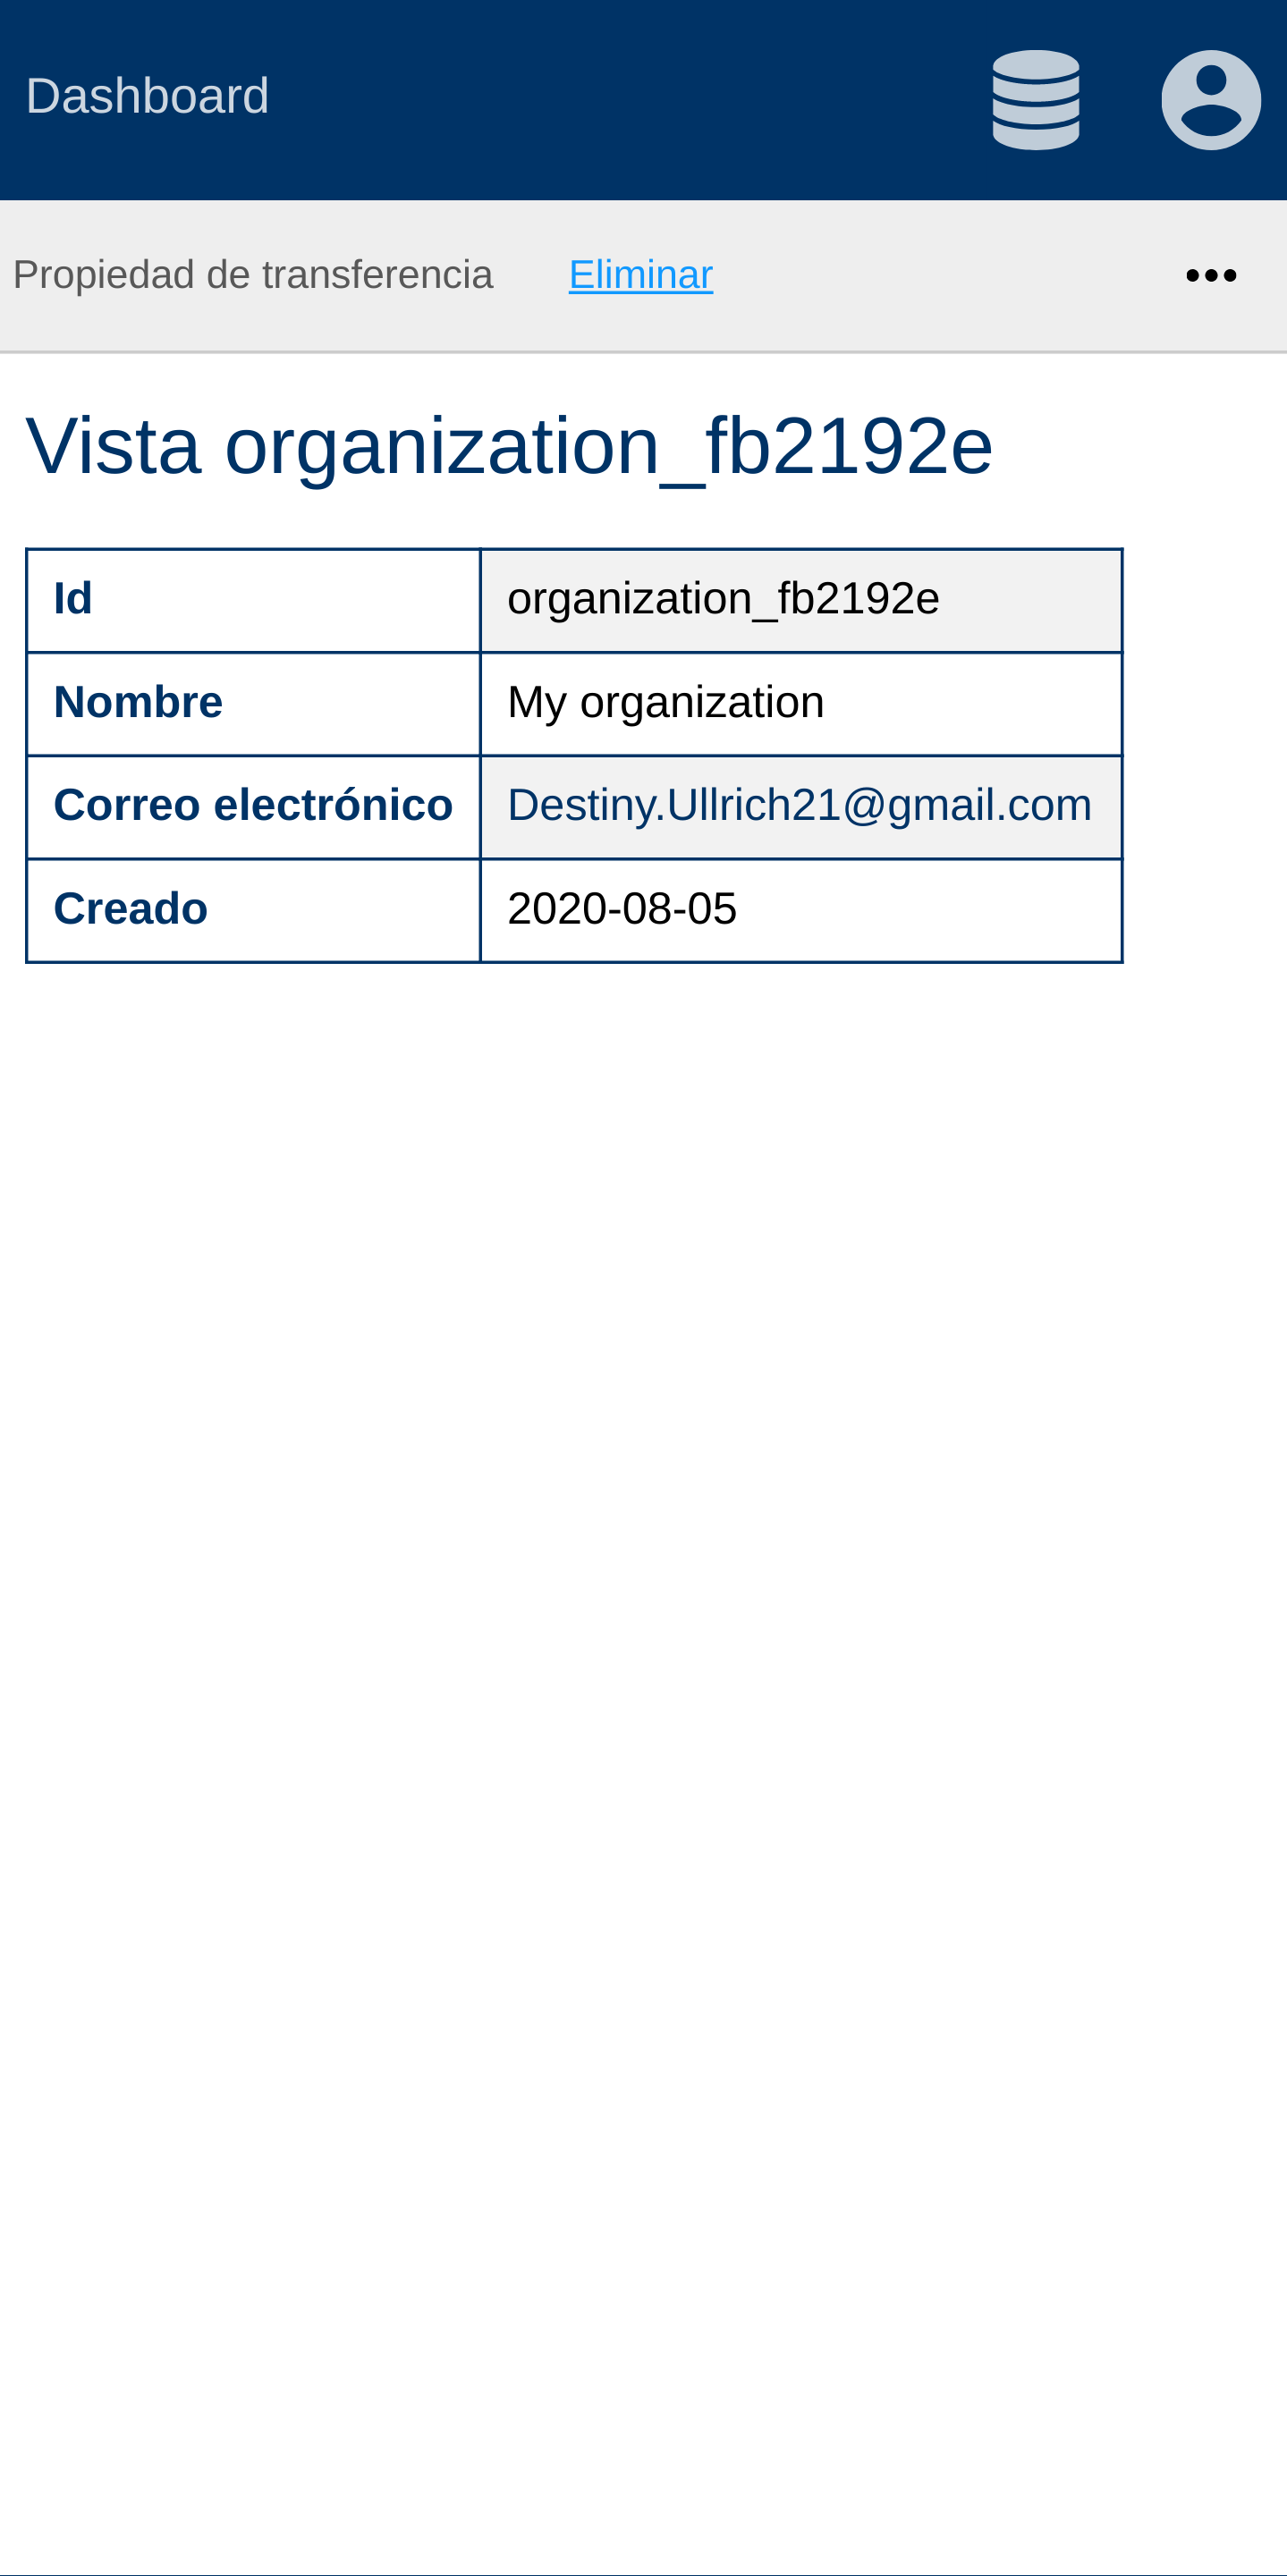 Dashboard
Propiedad de transferencia Eliminar
Vista organization_fb2192e
Id organization_fb2192e
Nombre My organization
Correo electrónico Destiny.Ullrich21@gmail.com
Creado 2020-08-05